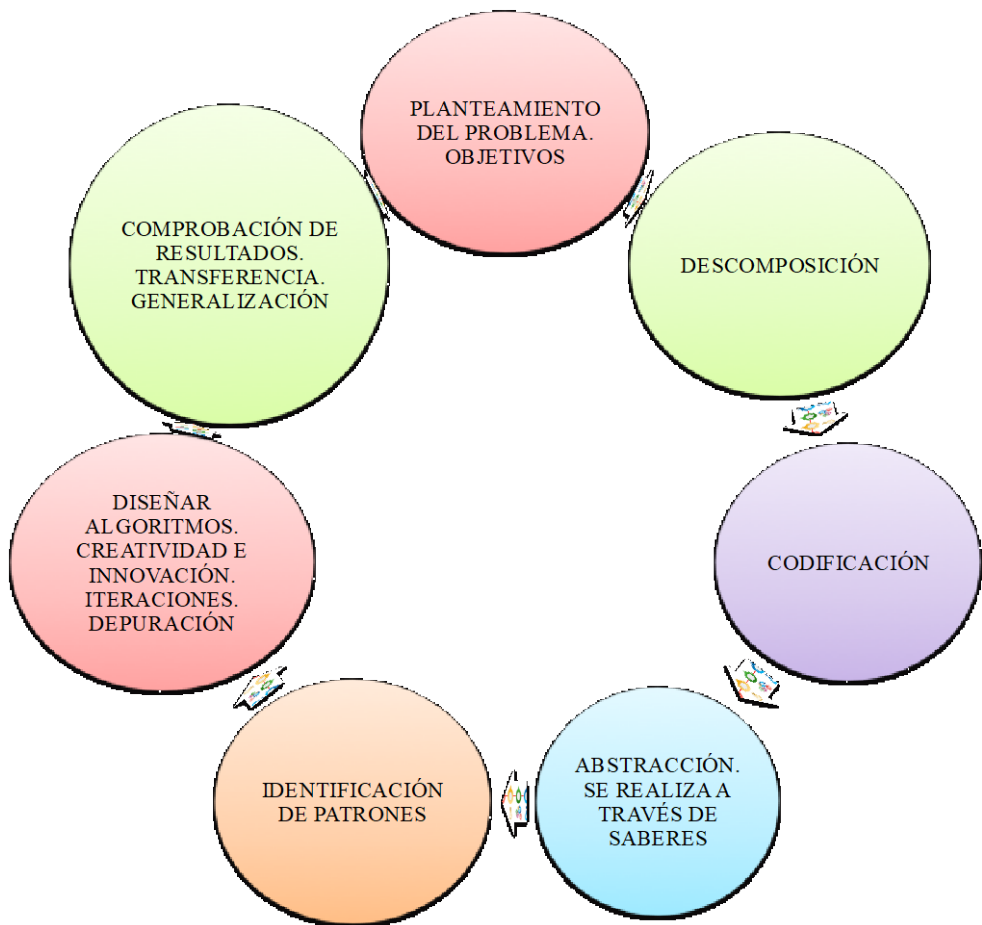 PLANTEAMIENTO
DEL PROBLEMA.
OBJETIVOS
DESCOMPOSICIÓN
CODIFICACIÓN
ABSTRACCIÓN.
SE REALIZA A
TRAVÉS DE
SABERES
IDENTIFICACIÓN
DE PATRONES
DISEÑAR
ALGORITMOS.
CREATIVIDAD E
INNOVACIÓN.
ITERACIONES.
DEPURACIÓN
COMPROBACIÓN DE
RESULTADOS.
TRANSFERENCIA.
GENERALIZACIÓN